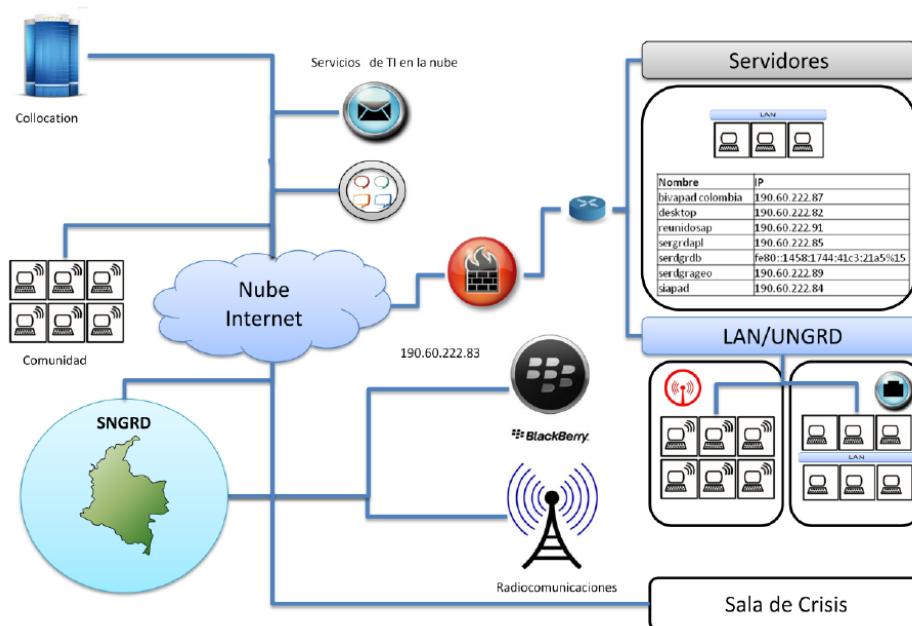 Collocation
Servicios de TI en la nube
Servidores
LAN
Nombre IP
bivapad colombia 190.60.222.87
desktop 190.60.222.82
reunidosap 190.60.222.91
sergrdapl 190.60.222.85
serdgrdb fe80::1458:1744:41c3:21a5%15
serdgrageo 190.60.222.89
siapad 190.60.222.84
Comunidad
Nube
Internet
190.60.222.83
LAN/UNGRD
LAN
SNGRD
BlackBerry.
Radiocomunicaciones
Sala de Crisis